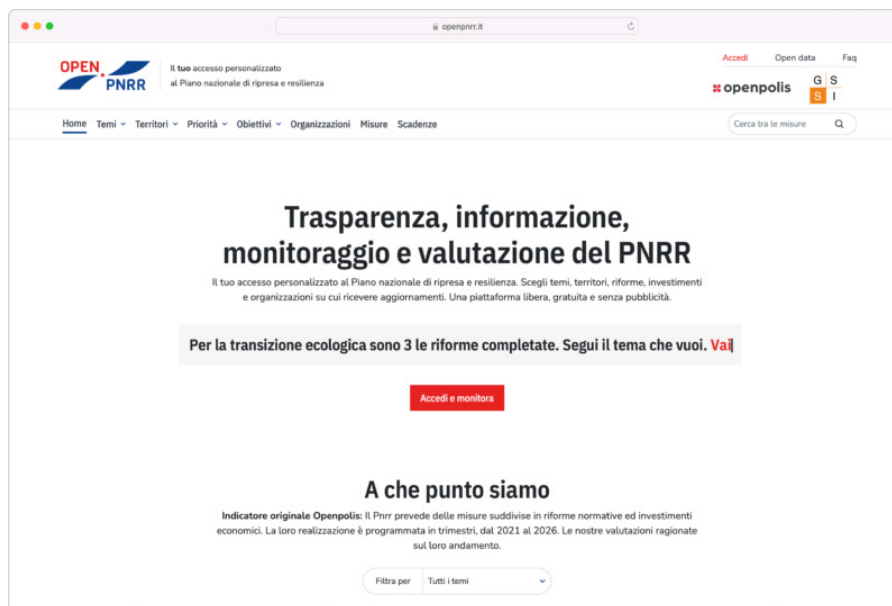 openpnrr.it
OPEN.
PNRR
Il tuo accesso personalizzato
al Piano nazionale di ripresa e resilienza
Accedi Open data Faq
openpolis
G S
S I
Home Temi Territori Priorità Obiettivi Organizzazioni Misure Scadenze
Cerca tra le misure
Trasparenza, informazione,
monitoraggio e valutazione del PNRR
Il tuo accesso personalizzato al Piano nazionale di ripresa e resilienza. Scegli temi, territori, riforme, investimenti
e organizzazioni su cui ricevere aggiornamenti. Una piattaforma libera, gratuita e senza pubblicità.
Per la transizione ecologica sono 3 le riforme completate. Segui il tema che vuoi. Vai
Accedi e monitora
A che punto siamo
Indicatore originale Openpolis: Il Pnrr prevede delle misure suddivise in riforme normative ed investimenti
economici. La loro realizzazione è programmata in trimestri, dal 2021 al 2026. Le nostre valutazioni ragionate
sul loro andamento.
Filtra per Tutti i temi